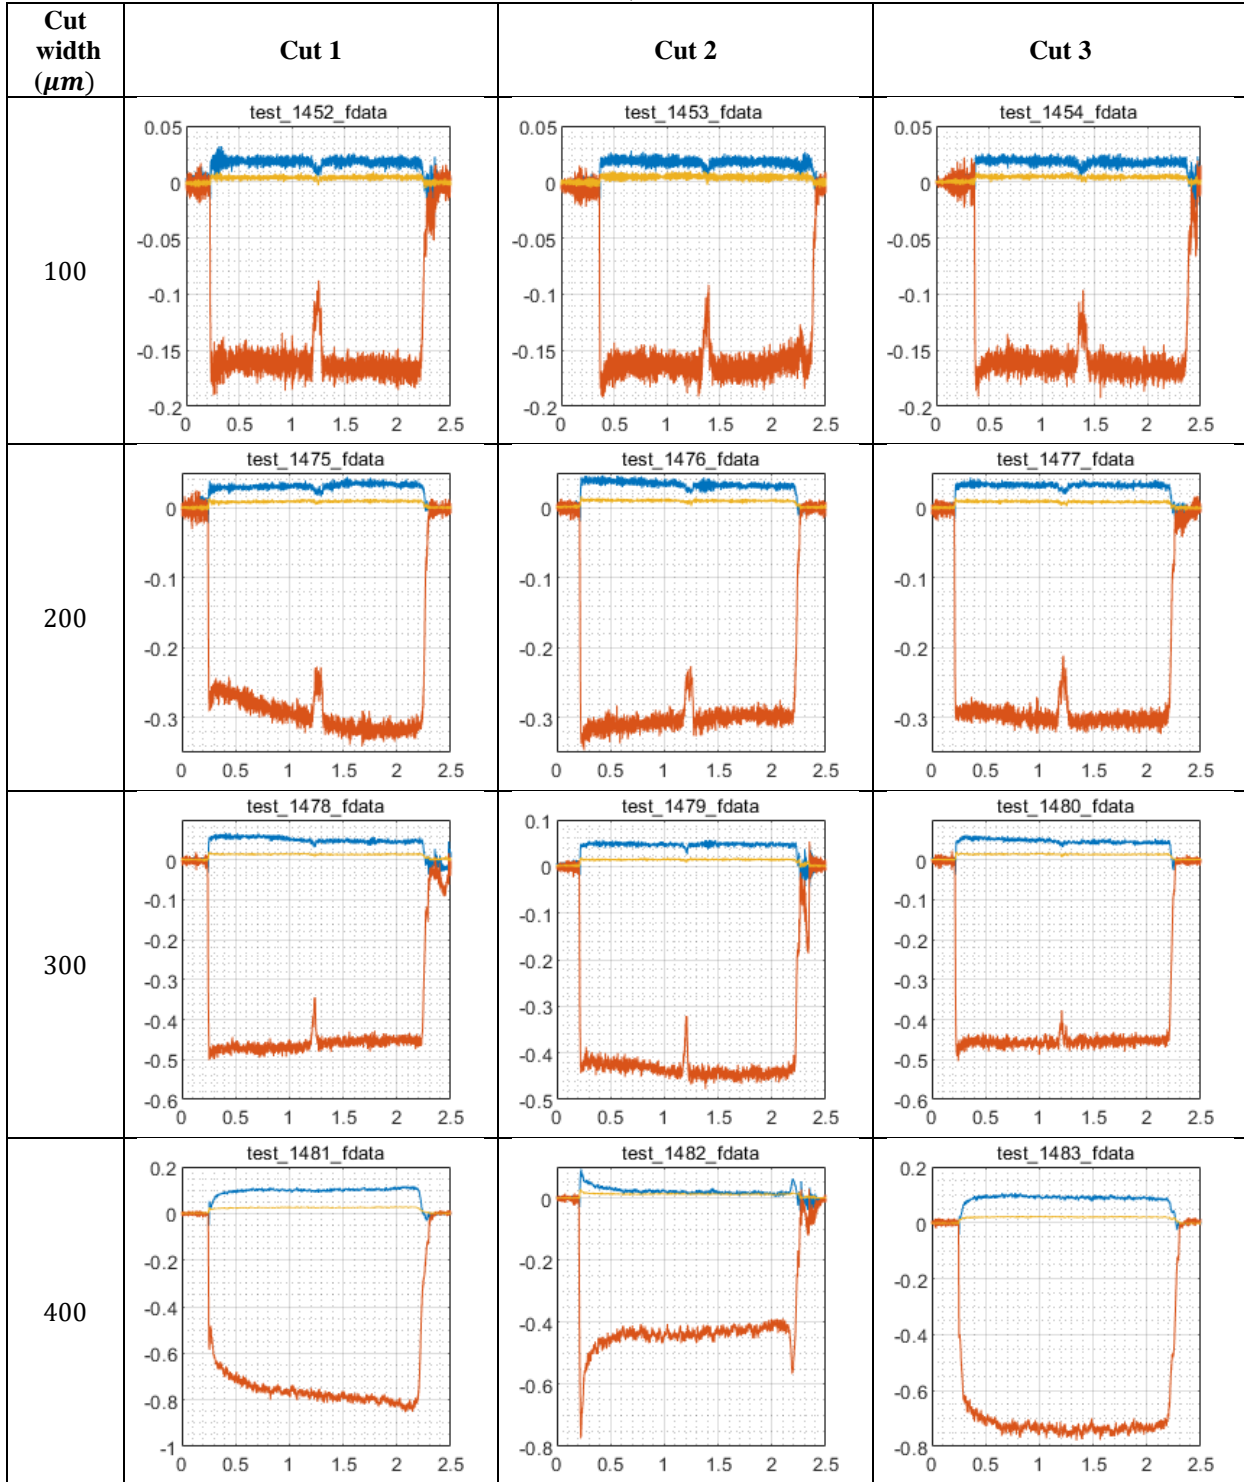 Cut width (μm)
Cut 1
Cut 2
Cut 3
100
test_1452_fdata
0.05
0
-0.05
-0.1
-0.15
-0.2
0 0.5 1 1.5 2 2.5
test_1453_fdata
0.05
0
-0.05
-0.1
-0.15
-0.2
0 0.5 1 1.5 2 2.5
test_1454_fdata
0.05
0
-0.05
-0.1
-0.15
-0.2
0 0.5 1 1.5 2 2.5
200
test_1475_fdata
0
-0.1
-0.2
-0.3
0 0.5 1 1.5 2 2.5
test_1476_fdata
0
-0.1
-0.2
-0.3
0 0.5 1 1.5 2 2.5
test_1477_fdata
0
-0.1
-0.2
-0.3
0 0.5 1 1.5 2 2.5
300
test_1478_fdata
0
-0.1
-0.2
-0.3
-0.4
-0.5
-0.6
0 0.5 1 1.5 2 2.5
test_1479_fdata
0.1
0
-0.1
-0.2
-0.3
-0.4
-0.5
0 0.5 1 1.5 2 2.5
test_1480_fdata
0
-0.1
-0.2
-0.3
-0.4
-0.5
-0.6
0 0.5 1 1.5 2 2.5
400
test_1481_fdata
0.2
0
-0.2
-0.4
-0.6
-0.8
-1
0 0.5 1 1.5 2 2.5
test_1482_fdata
0
-0.2
-0.4
-0.6
-0.8
0 0.5 1 1.5 2 2.5
test_1483_fdata
0.2
0
-0.2
-0.4
-0.6
-0.8
0 0.5 1 1.5 2 2.5